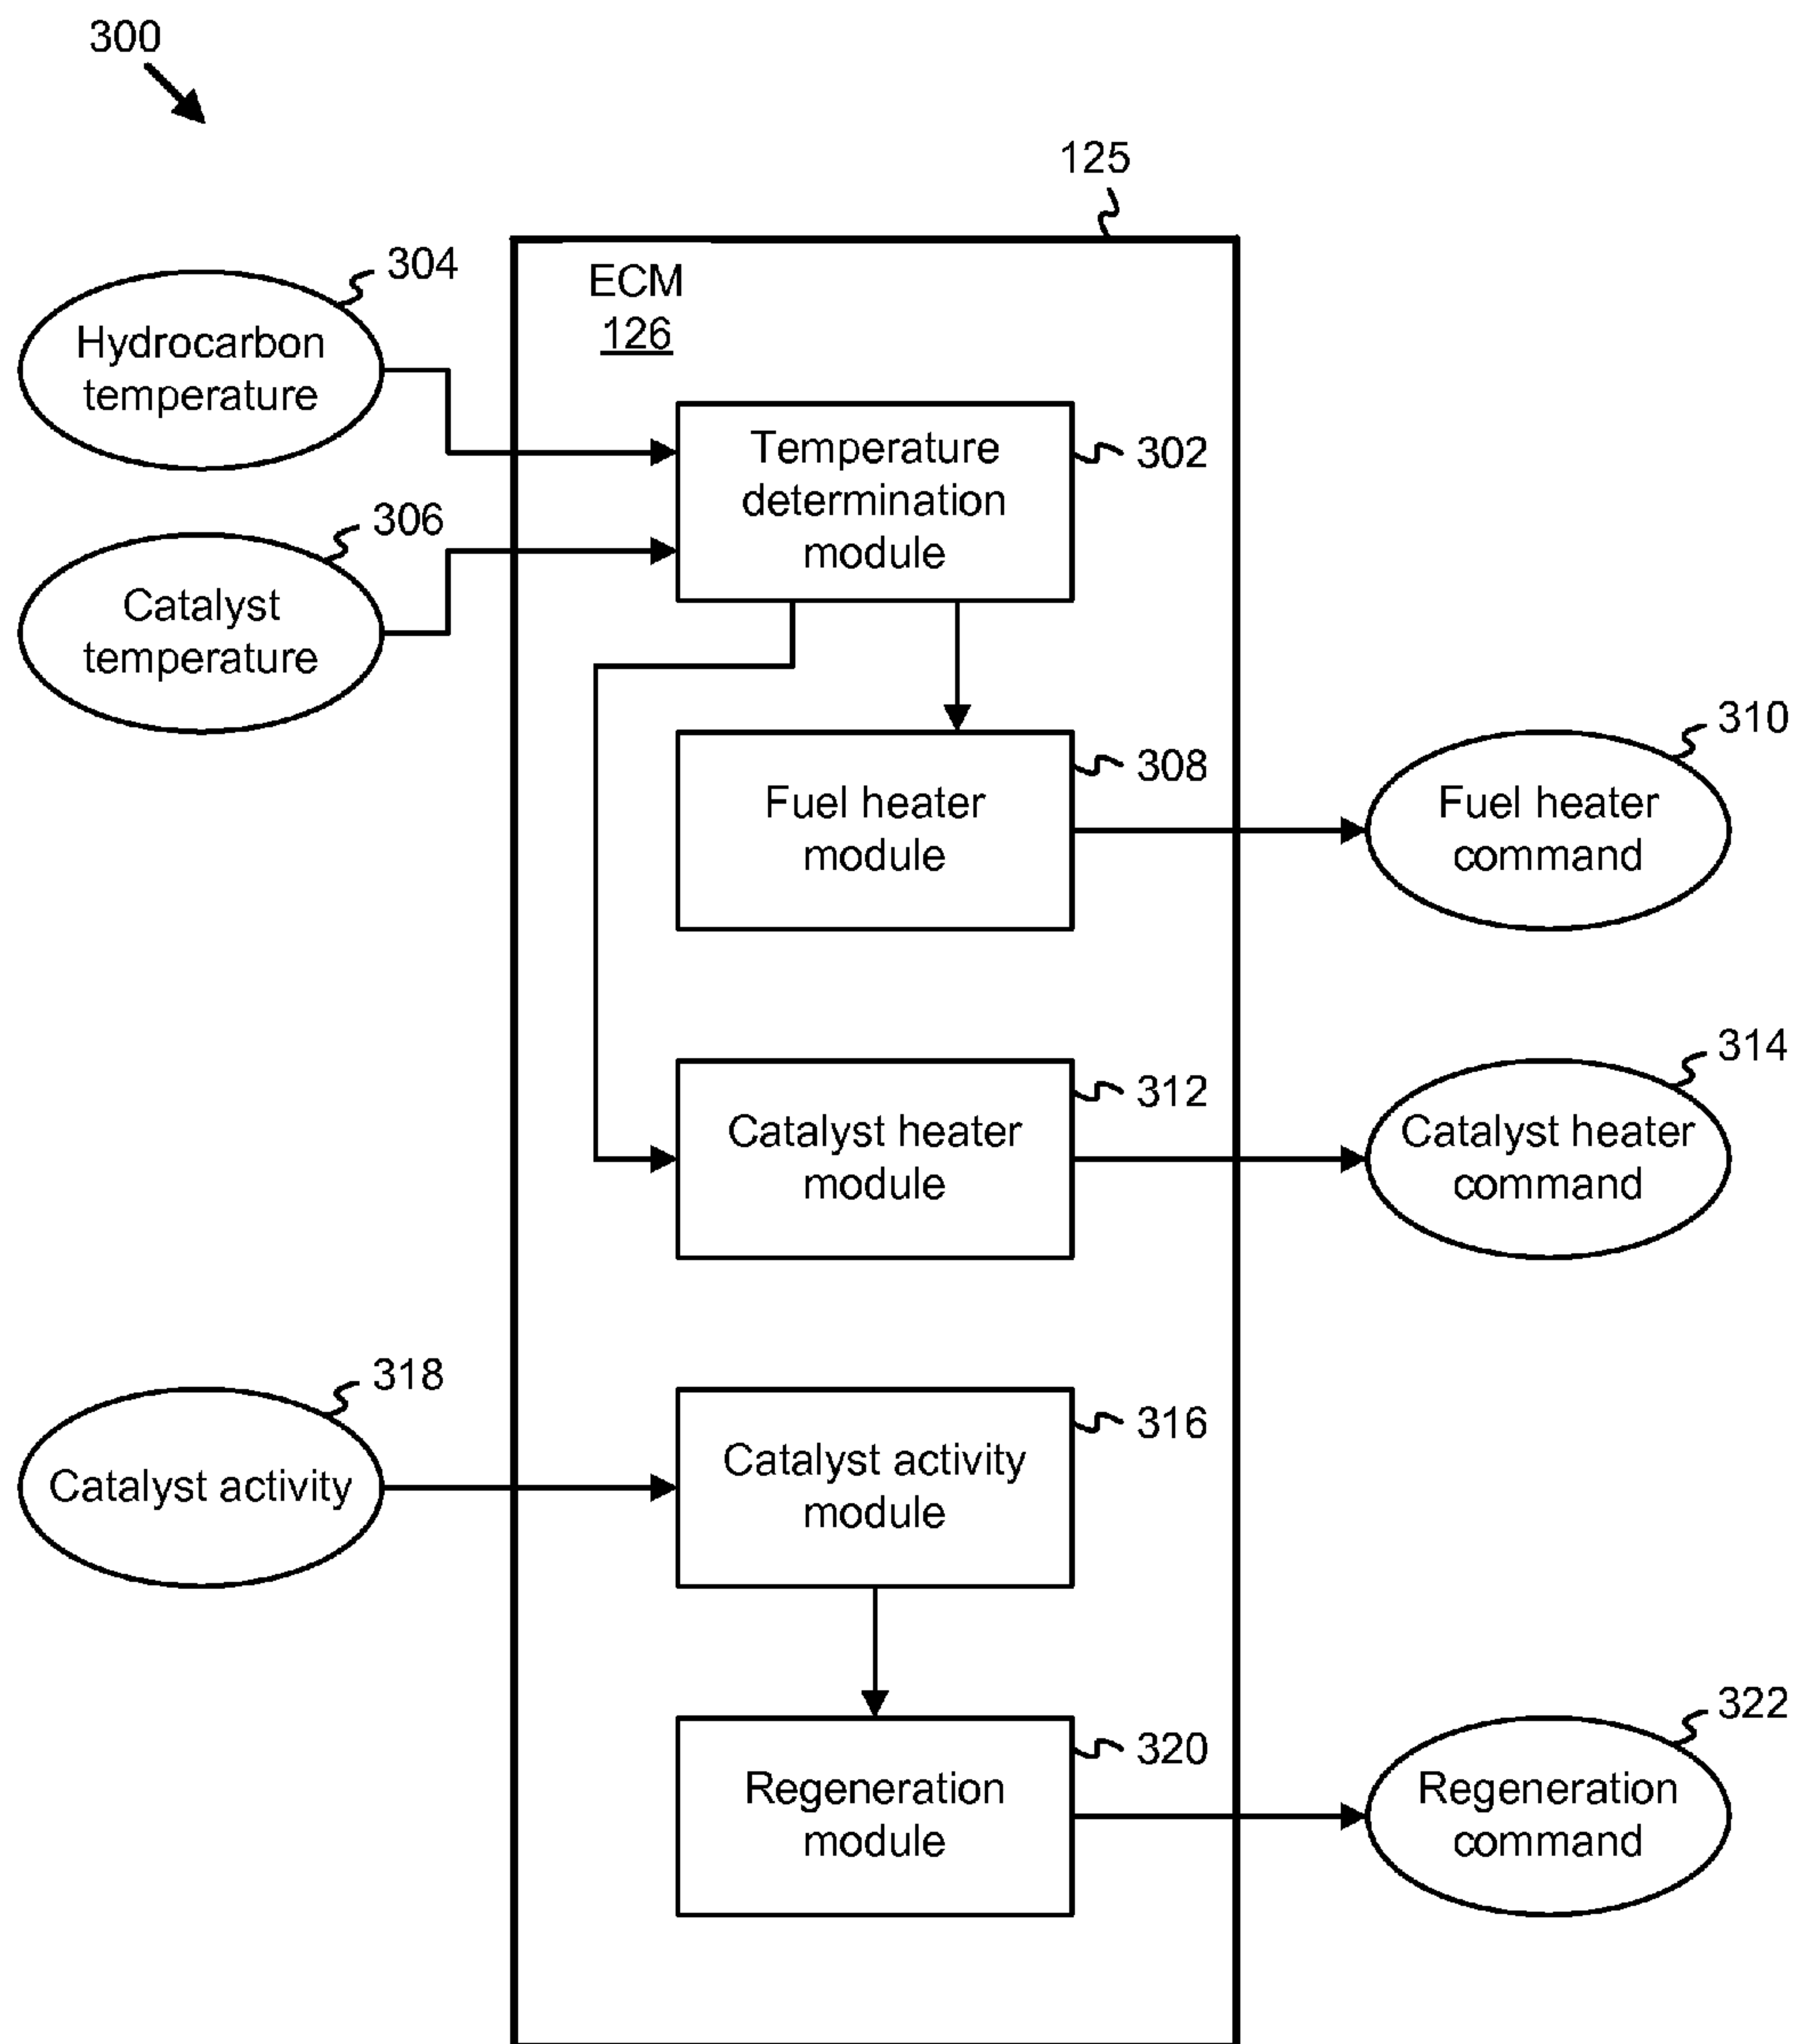 300
125
ECM
126
304
Hydrocarbon
temperature
Temperature
determination
module
302
306
Catalyst
temperature
308
Fuel heater
module
310
Fuel heater
command
312
Catalyst heater
module
314
Catalyst heater
command
318
Catalyst activity
316
Catalyst activity
module
320
Regeneration
module
322
Regeneration
command